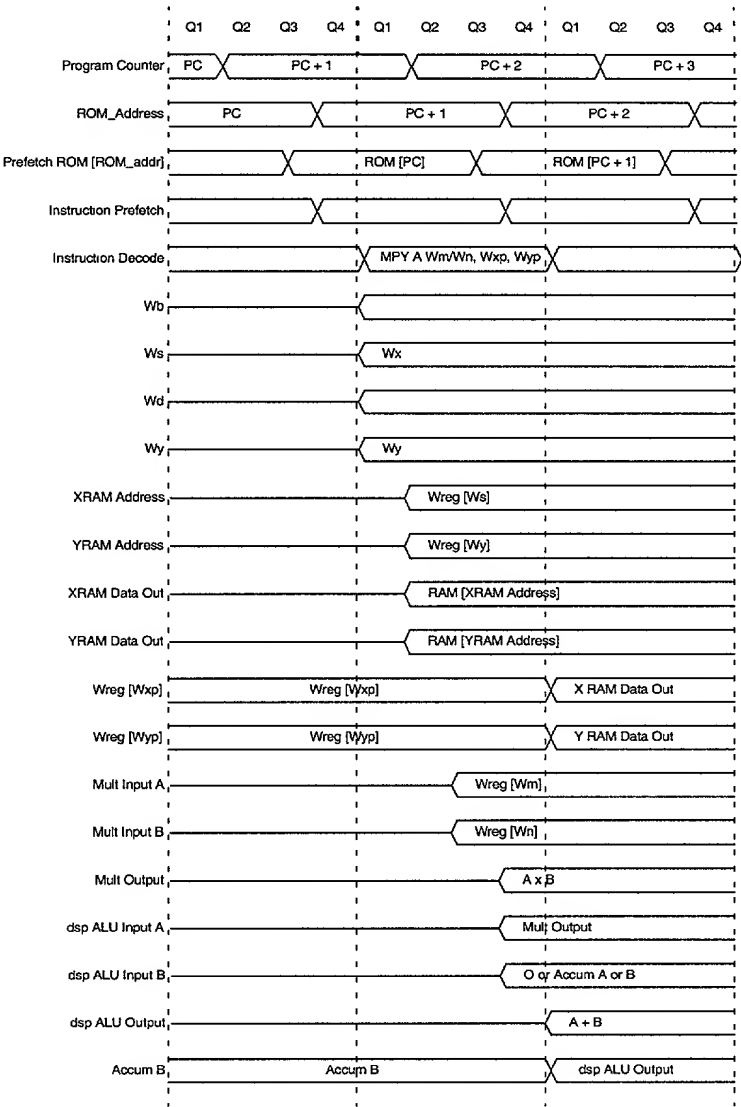 Q1 Q2 Q3 Q4 Q1 Q2 Q3 Q4 Q1 Q2 Q3 Q4
Program Counter PC PC + 1 PC + 2 PC + 3
ROM_Address PC PC + 1 PC + 2
Prefetch ROM [ROM_addr] ROM [PC] ROM [PC + 1]
Instruction Prefetch
Instruction Decode MPY A Wm/Wn, Wxp, Wyp
Wb
Ws Wx
Wd
Wy Wy
XRAM Address Wreg [Ws]
YRAM Address Wreg [Wy]
XRAM Data Out RAM [XRAM Address]
YRAM Data Out RAM [YRAM Address]
Wreg [Wxp] Wreg [Wxp] X RAM Data Out
Wreg [Wyp] Wreg [Wyp] Y RAM Data Out
Mult Input A Wreg [Wm]
Mult Input B Wreg [Wn]
Mult Output A x B
dsp ALU Input A Mult Output
dsp ALU Input B O or Accum A or B
dsp ALU Output A + B
Accum B Accum B dsp ALU Output